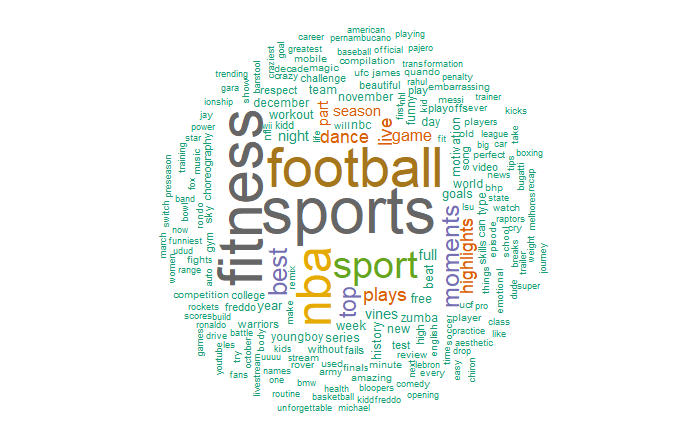 american
career pernambucano playing
greatest baseball official pajero
goal
craziest
mobile compilation transformation
trending decade magic ufc james quando
barstool crazy challenge beautiful rahul penalty
gara show respect team play kid embarrassing
ionship december november funny nhl messi trainer
jay workout part season first playoffs ever kicks
power wii kidd will nbc live day players
star night nfl life dance game fit old league take
training music choreography motivation song big car boxing
fox football perfect tips
preseason video bugatti
switch band fitness world news
bowl rondo sports goals bhp state recap
march sky type watch melhores
now can lsu raptors
funniest gym moments skills episode cry
udud best nba sport full highlights school weight
women fights remix beat emotional breaks journey
range auto top plays free things dude trailer
competition college make ucf pro super
rockets freddo year vines zumba
scores build warriors week new player class
ronaldo youngboy series history high english soccer practice like
games drive battle body without fails test aesthetic
try october kids uuuu stream review time drop
youtube rover used finals minute next lebron
fans livestream names army amazing every easy chiron
one bmw health bloopers comedy
routine basketball kiddfreddo opening
unforgettable michael